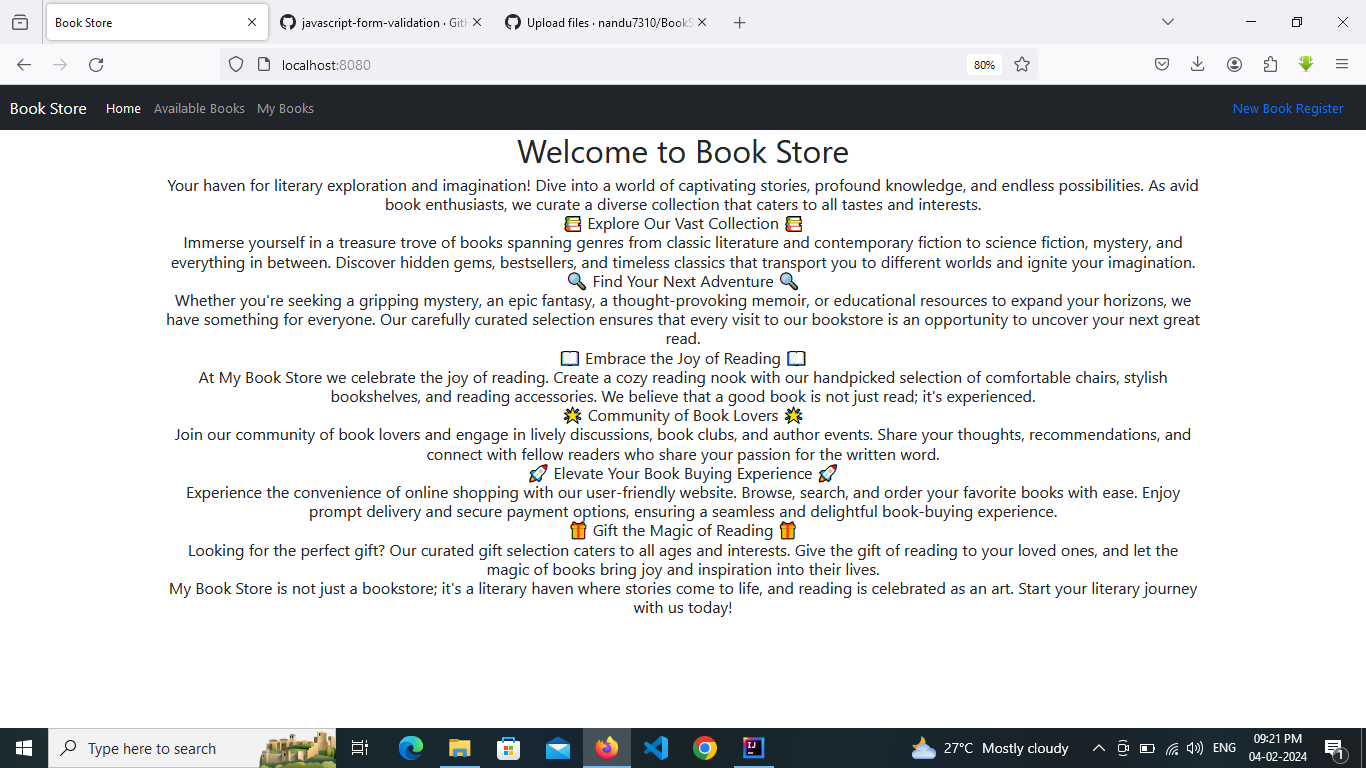 Book Store
javascript-form-validation · GitH
Upload files · nandu7310/BookS
localhost:8080
80%
Book Store Home Available Books My Books New Book Register
Welcome to Book Store
Your haven for literary exploration and imagination! Dive into a world of captivating stories, profound knowledge, and endless possibilities. As avid
book enthusiasts, we curate a diverse collection that caters to all tastes and interests.
📚 Explore Our Vast Collection 📚
Immerse yourself in a treasure trove of books spanning genres from classic literature and contemporary fiction to science fiction, mystery, and
everything in between. Discover hidden gems, bestsellers, and timeless classics that transport you to different worlds and ignite your imagination.
🔍 Find Your Next Adventure 🔍
Whether you're seeking a gripping mystery, an epic fantasy, a thought-provoking memoir, or educational resources to expand your horizons, we
have something for everyone. Our carefully curated selection ensures that every visit to our bookstore is an opportunity to uncover your next great
read.
📖 Embrace the Joy of Reading 📖
At My Book Store we celebrate the joy of reading. Create a cozy reading nook with our handpicked selection of comfortable chairs, stylish
bookshelves, and reading accessories. We believe that a good book is not just read; it's experienced.
🌟 Community of Book Lovers 🌟
Join our community of book lovers and engage in lively discussions, book clubs, and author events. Share your thoughts, recommendations, and
connect with fellow readers who share your passion for the written word.
🚀 Elevate Your Book Buying Experience 🚀
Experience the convenience of online shopping with our user-friendly website. Browse, search, and order your favorite books with ease. Enjoy
prompt delivery and secure payment options, ensuring a seamless and delightful book-buying experience.
🎁 Gift the Magic of Reading 🎁
Looking for the perfect gift? Our curated gift selection caters to all ages and interests. Give the gift of reading to your loved ones, and let the
magic of books bring joy and inspiration into their lives.
My Book Store is not just a bookstore; it's a literary haven where stories come to life, and reading is celebrated as an art. Start your literary journey
with us today!
Type here to search
27°C Mostly cloudy
ENG
09:21 PM
04-02-2024
1